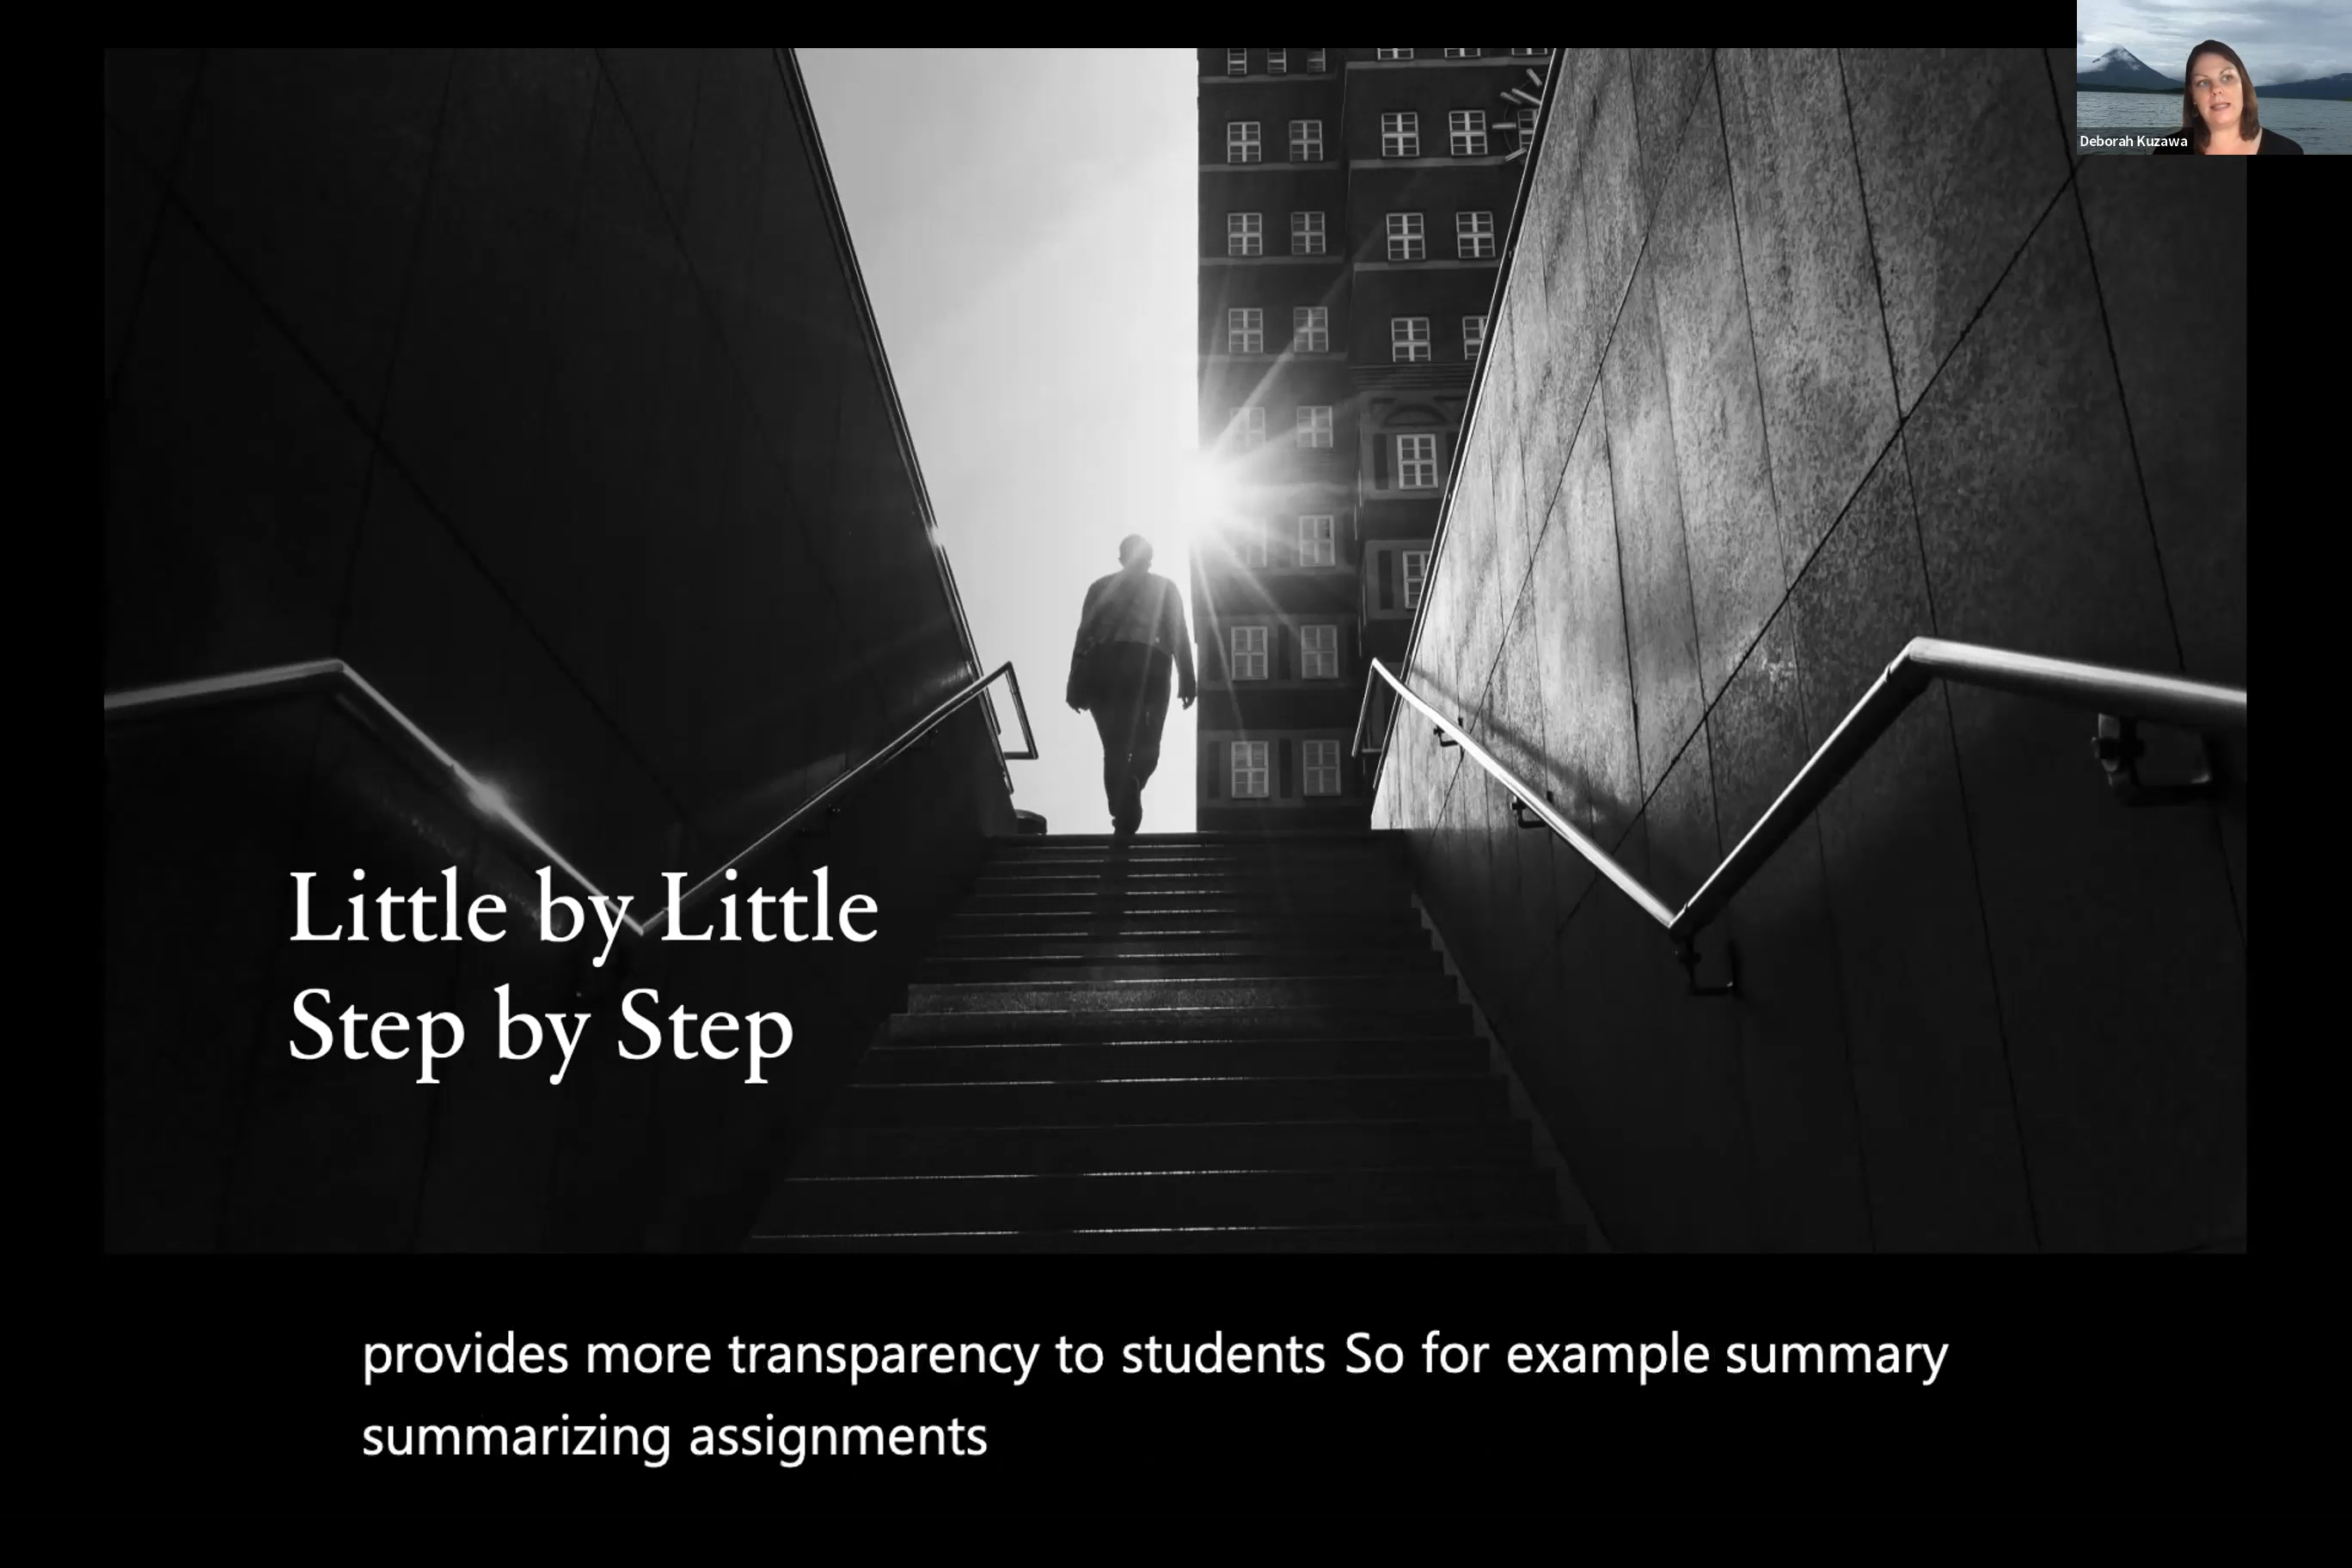 Deborah Kuzawa
Little by Little
Step by Step
provides more transparency to students So for example summary
summarizing assignments